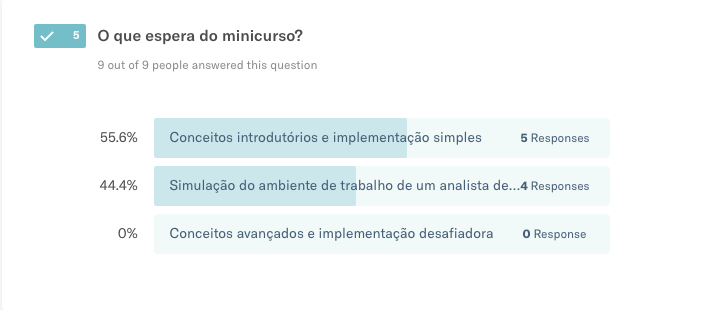 5 O que espera do minicurso?
9 out of 9 people answered this question
55.6% Conceitos introdutórios e implementação simples 5 Responses
44.4% Simulação do ambiente de trabalho de um analista de...4 Responses
0% Conceitos avançados e implementação desafiadora 0 Response